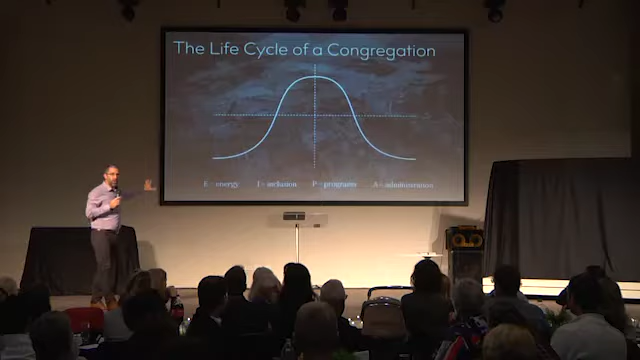 The Life Cycle of a Congregation
E = energy I = inclusion P = programs A = administration